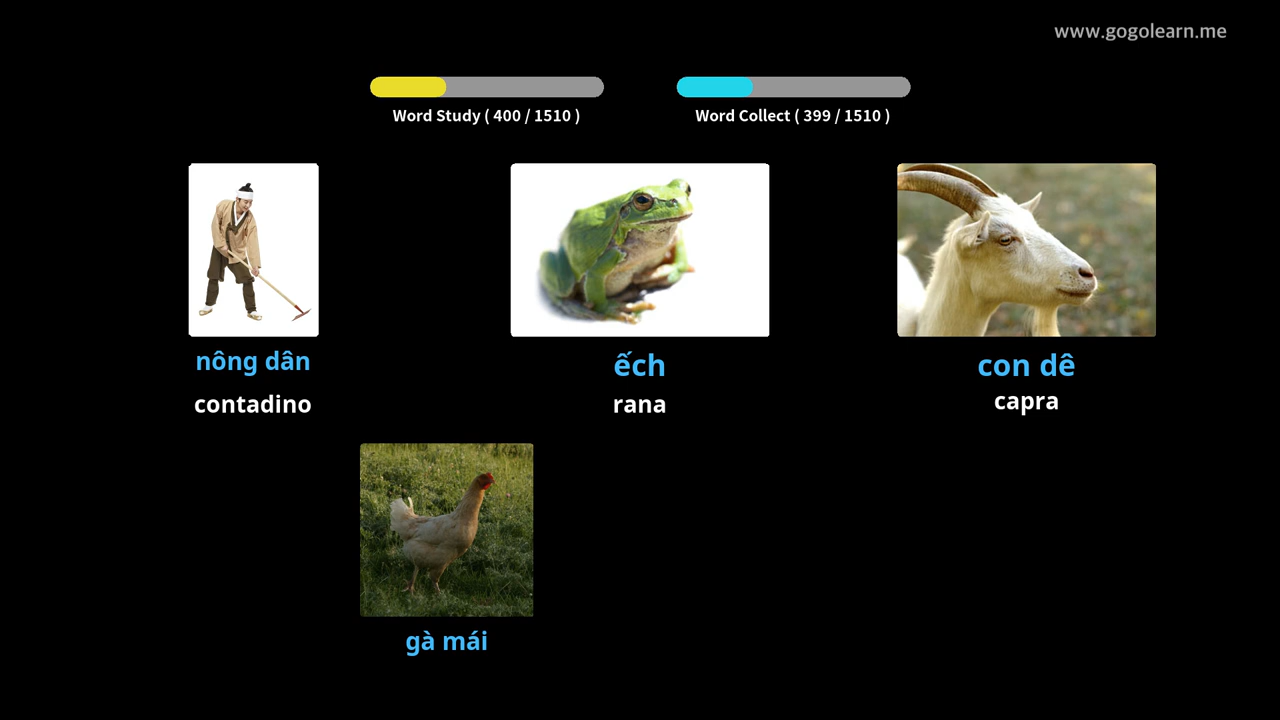 www.gogolearn.me
Word Study ( 400 / 1510 )
Word Collect ( 399 / 1510 )
nông dân
ếch
con dê
contadino
rana
capra
gà mái